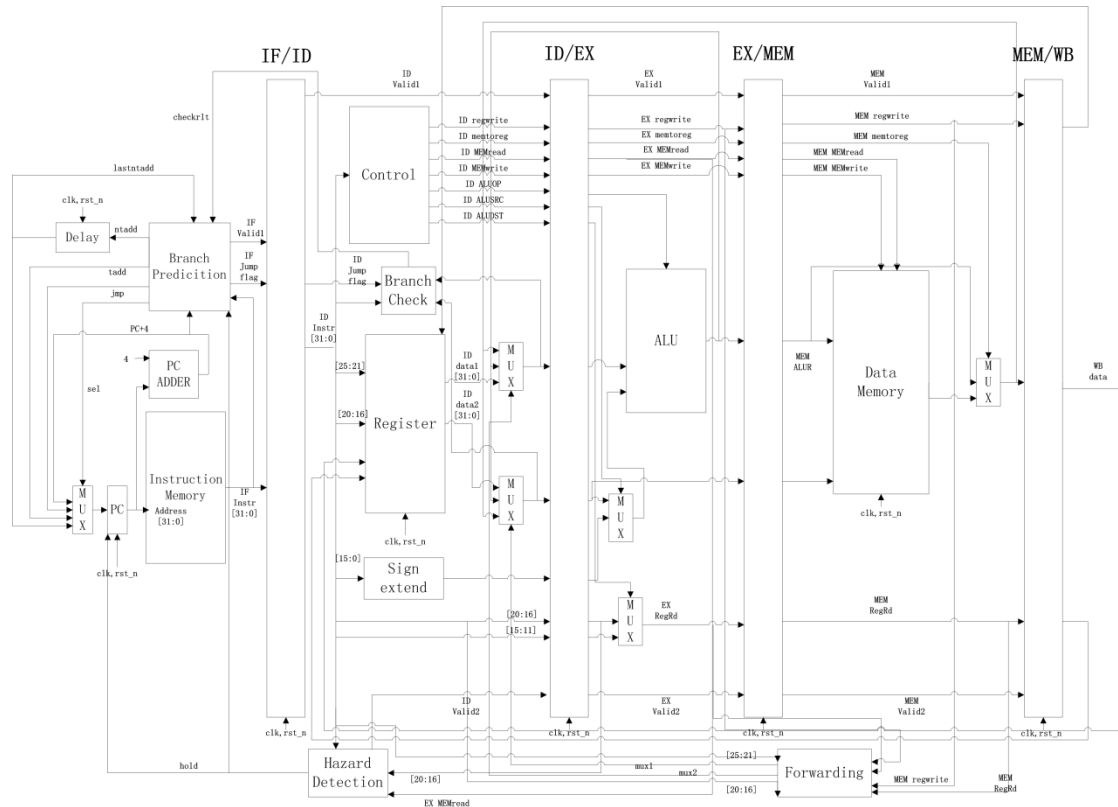 IF/ID
ID/EX
EX/MEM
MEM/WB
ID
Valid1
EX
Valid1
MEM
Valid1
checkrlt
ID regwrite
ID memtoreg
ID MEMread
ID MEMwrite
ID ALUOP
ID ALUSRC
ID ALUDST
EX regwrite
EX memtoreg
EX MEMread
EX MEMwrite
MEM regwrite
MEM memtoreg
MEM MEMread
MEM MEMwrite
Control
lastntadd
clk,rst_n
Delay
ntadd
tadd
jmp
Branch
Predicition
IF
Valid1
IF
Jump
flag
ID
Jump
flag
Branch
Check
PC+4
4
PC
ADDER
sel
ID
Instr
[31:0]
[25:21]
[20:16]
Register
ID
data1
[31:0]
ID
data2
[31:0]
M
U
X
M
U
X
ALU
MEM
ALUR
Data
Memory
M
U
X
WB
data
M
U
X
PC
Instruction
Memory
Address
[31:0]
IF
Instr
[31:0]
clk,rst_n
clk,rst_n
clk,rst_n
M
U
X
[15:0]
Sign
extend
[20:16]
[15:11]
M
U
X
EX
RegRd
MEM
RegRd
ID
Valid2
EX
Valid2
MEM
Valid2
clk,rst_n
clk,rst_n
clk,rst_n
clk,rst_n
hold
Hazard
Detection
[20:16]
EX MEMread
mux1
mux2
[25:21]
[20:16]
Forwarding
MEM regwrite
MEM
RegRd